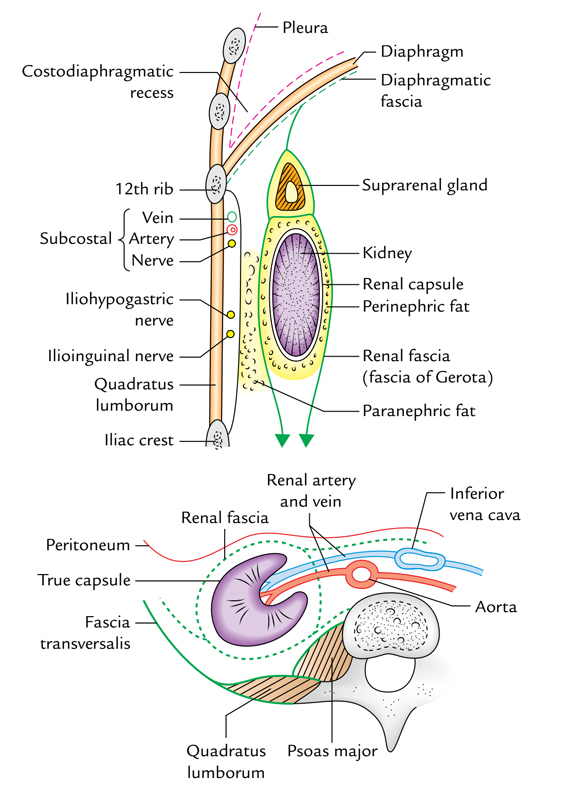 Pleura
Diaphragm
Costodiaphragmatic
recess
Diaphragmatic
fascia
12th rib
Suprarenal gland
Subcostal
Vein
Artery
Nerve
Kidney
Renal capsule
Perinephric fat
Iliohypogastric
nerve
Ilioinguinal nerve
Renal fascia
(fascia of Gerota)
Quadratus
lumborum
Paranephric fat
Iliac crest
Renal artery
and vein
Inferior
vena cava
Renal fascia
Peritoneum
True capsule
Aorta
Fascia
transversalis
Quadratus
lumborum
Psoas major